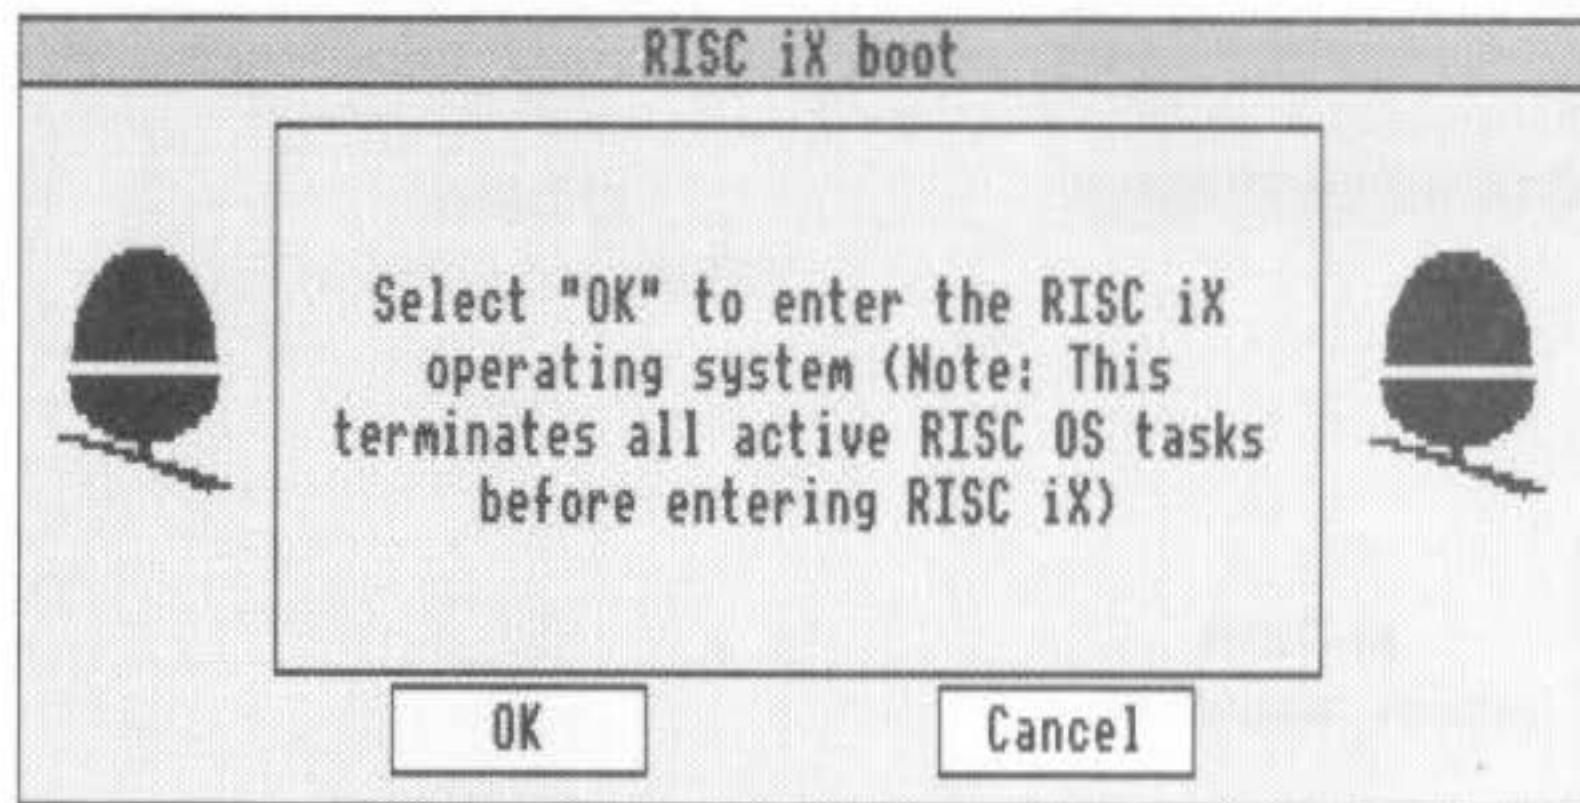 RISC iX boot
Select "OK" to enter the RISC iX
operating system (Note: This
terminates all active RISC OS tasks
before entering RISC iX)
OK
Cancel